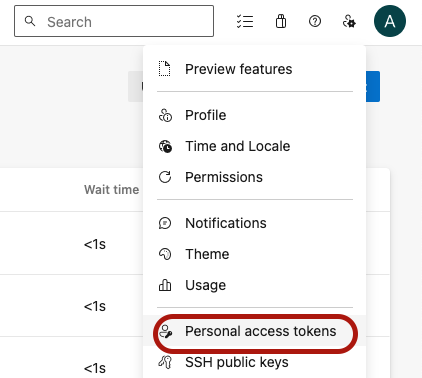 Search
A
Preview features
Profile
Time and Locale
Wait time
Permissions
Notifications
<1s
Theme
Usage
<1s
Personal access tokens
SSH public keys
<1s